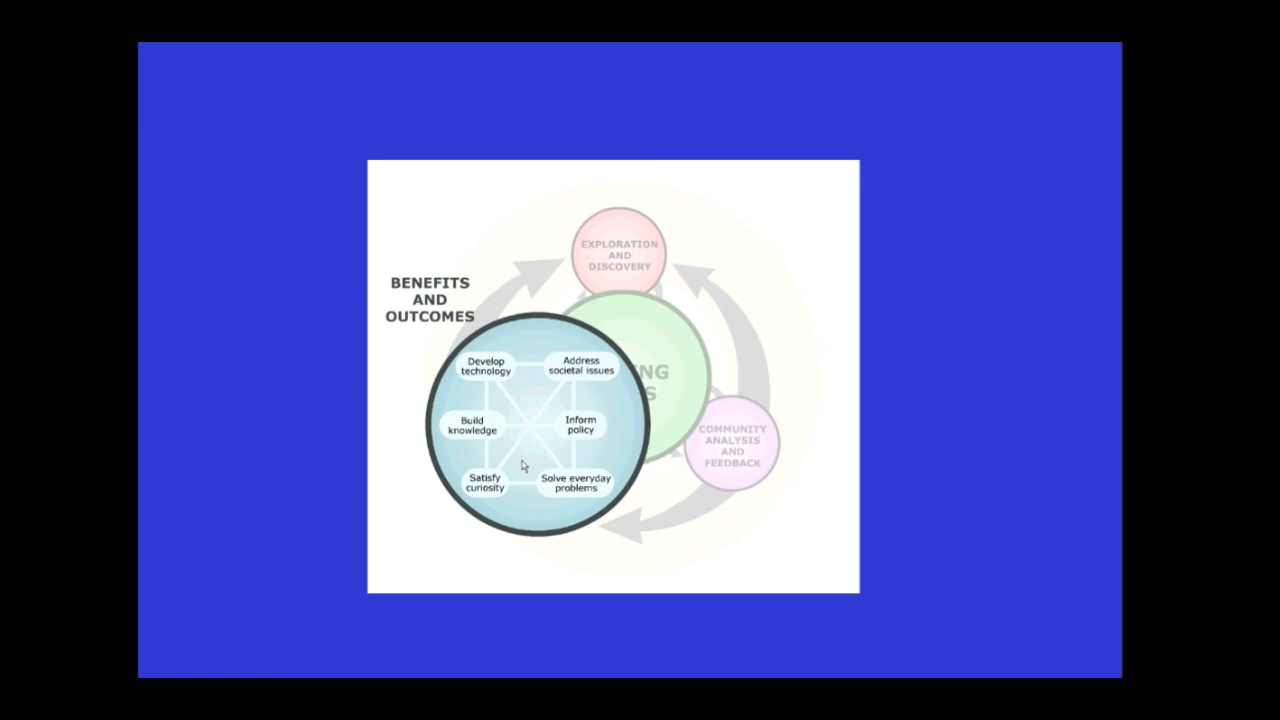 EXPLORATION
AND
DISCOVERY
BENEFITS
AND
OUTCOMES
Develop
technology
Address
societal issues
Build
knowledge
Inform
policy
Satisfy
curiosity
Solve everyday
problems
COMMUNITY
ANALYSIS
AND
FEEDBACK